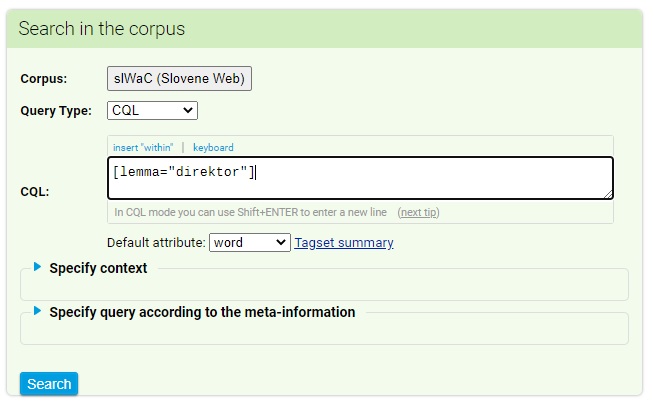 Search in the corpus
Corpus: slWaC (Slovene Web)
Query Type: CQL
insert "within" | keyboard
CQL: [lemma="direktor"]
In CQL mode you can use Shift+ENTER to enter a new line (next tip)
Default attribute: word Tagset summary
Specify context
Specify query according to the meta-information
Search